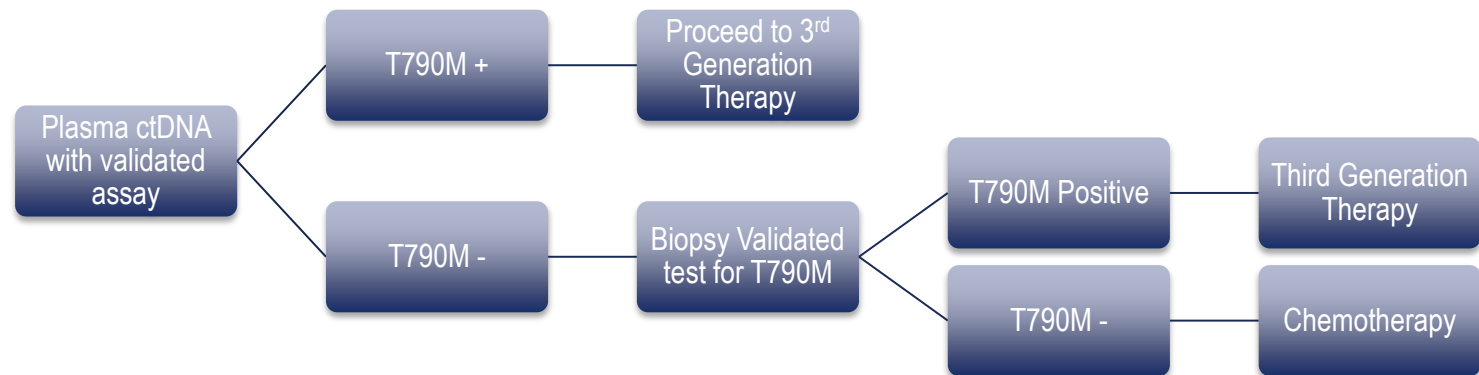 Plasma ctDNA
with validated
assay
T790M +
Proceed to 3rd
Generation
Therapy
T790M -
Biopsy Validated
test for T790M
T790M Positive
Third Generation
Therapy
T790M -
Chemotherapy